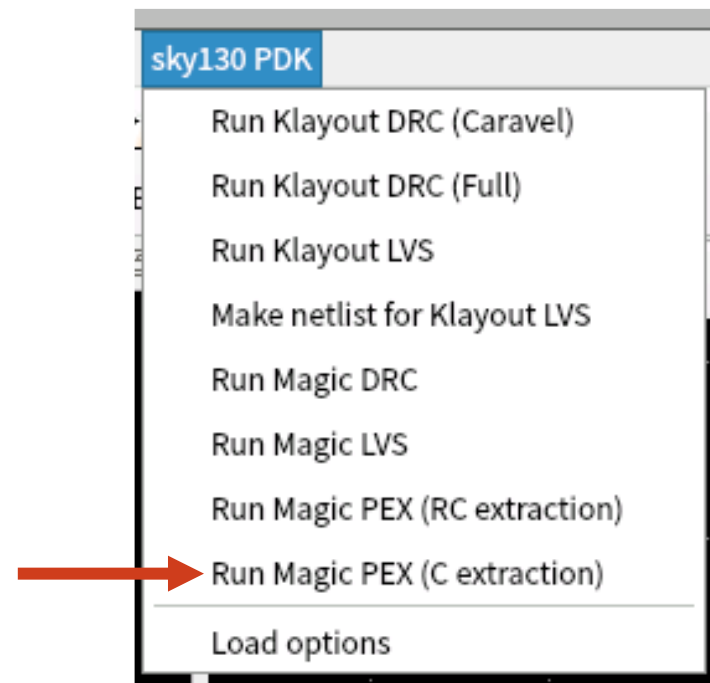 sky130 PDK
Run Klayout DRC (Caravel)
Run Klayout DRC (Full)
Run Klayout LVS
Make netlist for Klayout LVS
Run Magic DRC
Run Magic LVS
Run Magic PEX (RC extraction)
Run Magic PEX (C extraction)
Load options